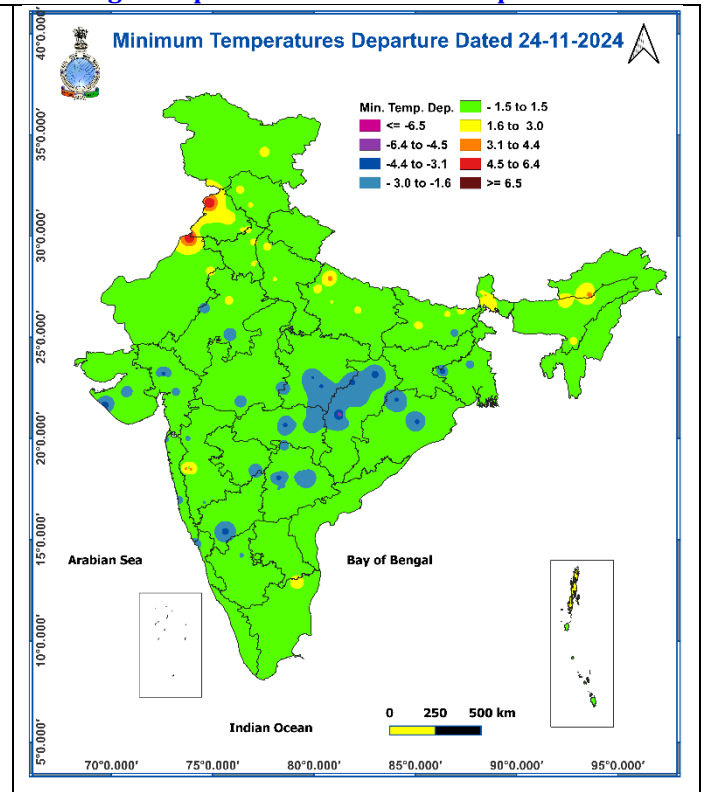 Minimum Temperatures Departure Dated 24-11-2024
Min. Temp. Dep.
<= -6.5
-6.4 to -4.5
-4.4 to -3.1
- 3.0 to -1.6
- 1.5 to 1.5
1.6 to 3.0
3.1 to 4.4
4.5 to 6.4
>= 6.5
40°0.000'
35°0.000'
30°0.000'
25°0.000'
20°0.000'
15°0.000'
10°0.000'
5°0.000'
Arabian Sea
Bay of Bengal
Indian Ocean
0 250 500 km
70°0.000' 75°0.000' 80°0.000' 85°0.000' 90°0.000' 95°0.000'